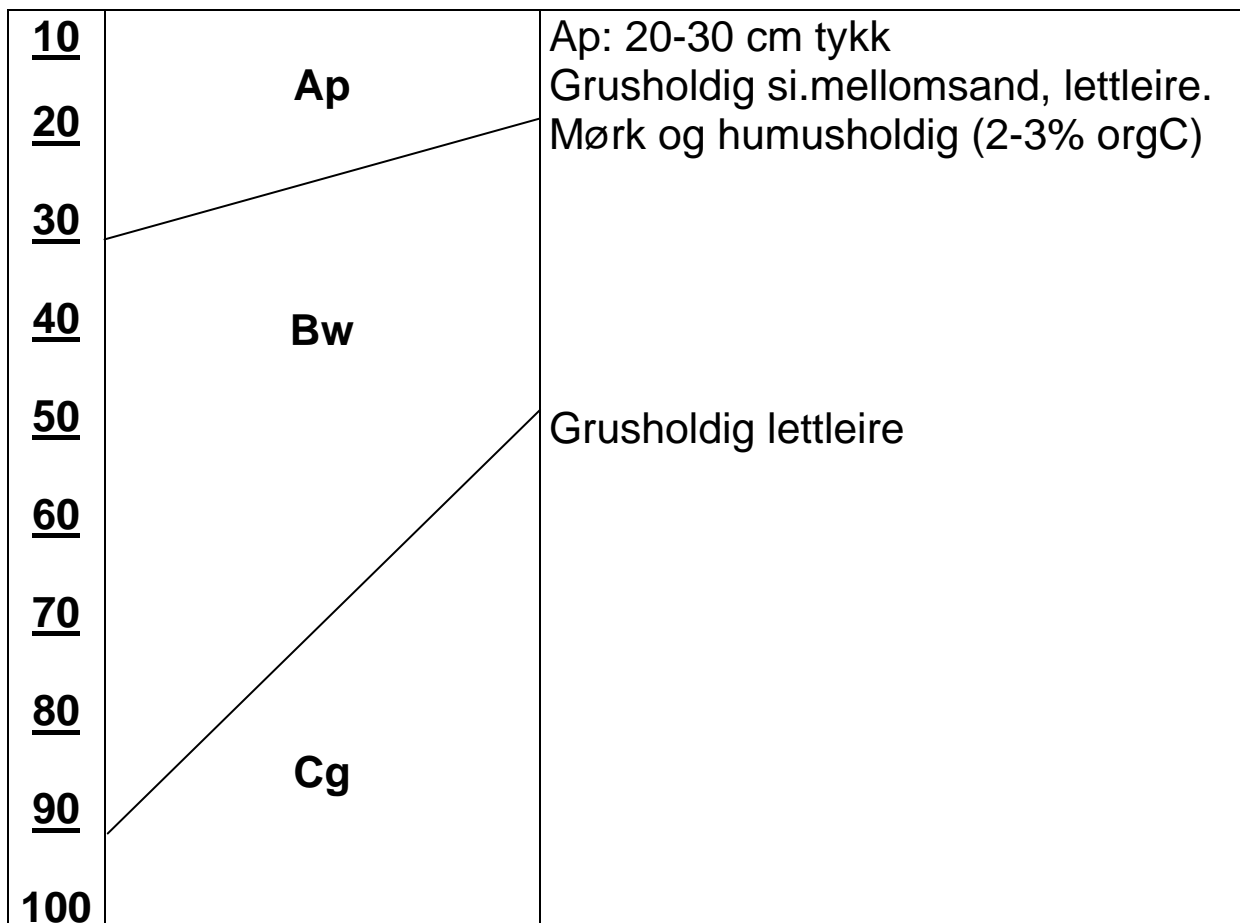 10
Ap: 20-30 cm tykk
Ap
Grusholdig si.mellomsand, lettleire.
20
Mørk og humusholdig (2-3% orgC)
30
40
Bw
50
Grusholdig lettleire
60
70
80
Cg
90
100